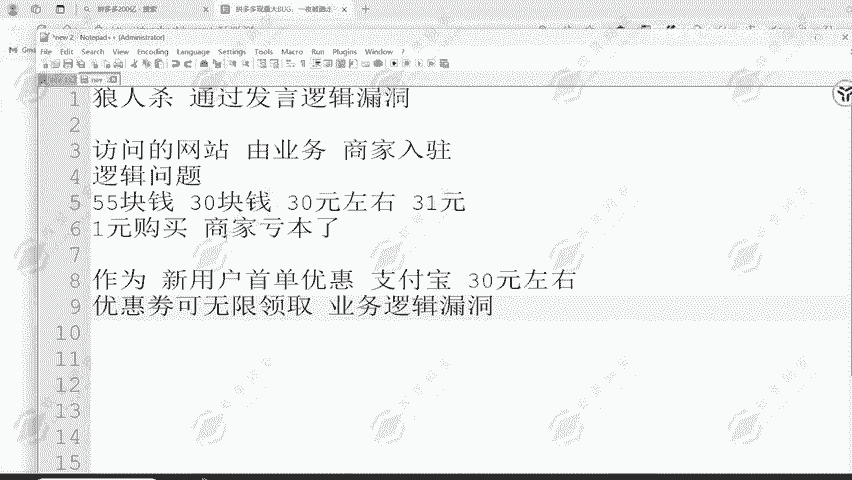 拼多多200亿 - 搜索
拼多多现重大BUG：一夜被薅走
*new 2 - Notepad++ [Administrator]
File Edit Search View Encoding Language Settings Tools Macro Run Plugins Window ?
1 狼人杀 通过发言逻辑漏洞
2
3 访问的网站 由业务 商家入驻
4 逻辑问题
5 55块钱 30块钱 30元左右 31元
6 1元购买 商家亏本了
7
8 作为 新用户首单优惠 支付宝 30元左右
9 优惠券可无限领取 业务逻辑漏洞
10
11
12
13
14
15